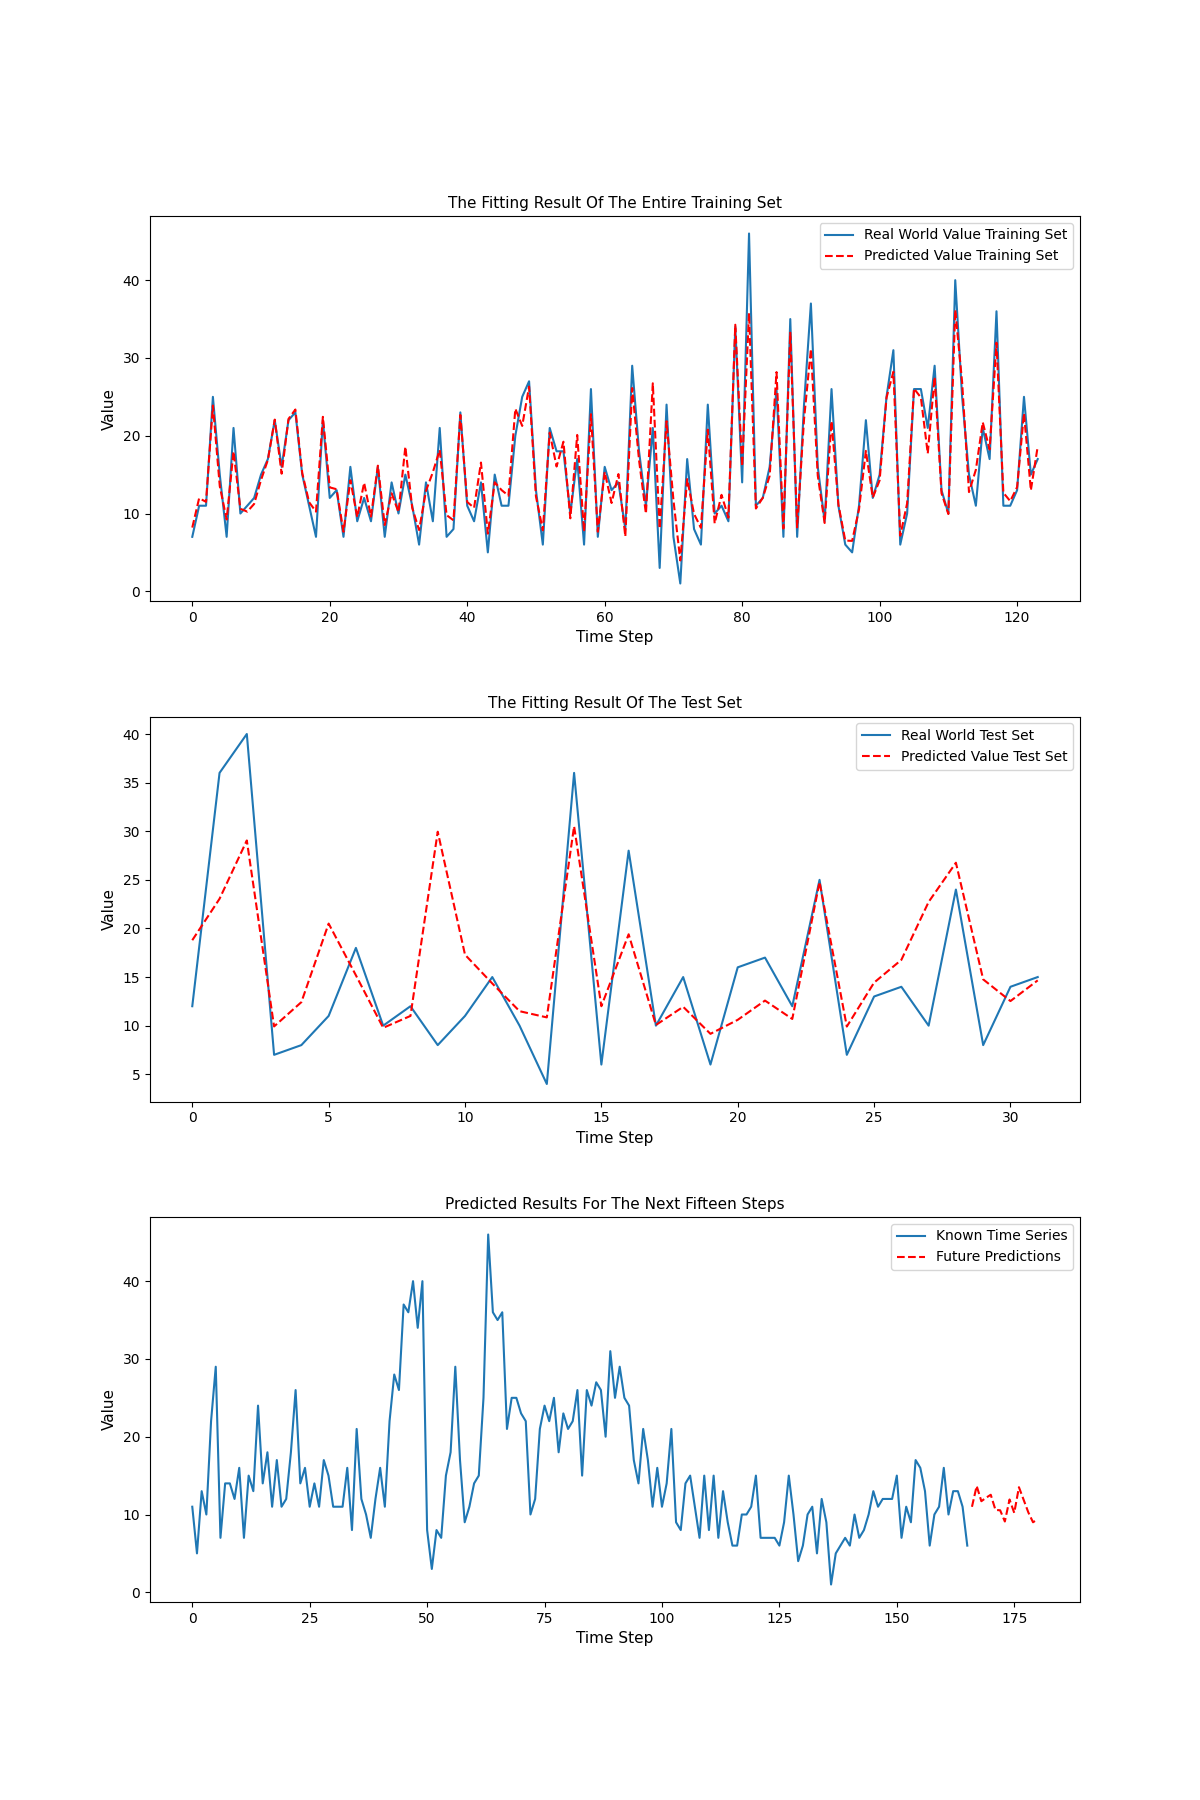 The Fitting Result Of The Entire Training Set
Real World Value Training Set
Predicted Value Training Set
Value
40
30
20
10
0
0 20 40 60 80 100 120
Time Step
The Fitting Result Of The Test Set
Real World Test Set
Predicted Value Test Set
Value
40
35
30
25
20
15
10
5
0 5 10 15 20 25 30
Time Step
Predicted Results For The Next Fifteen Steps
Known Time Series
Future Predictions
Value
40
30
20
10
0
0 25 50 75 100 125 150 175
Time Step